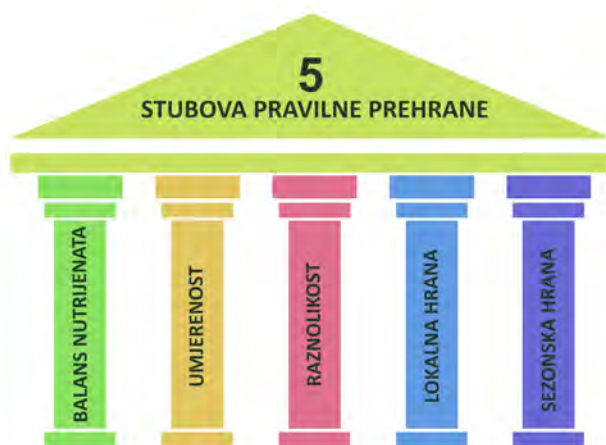 5
STUBOVA PRAVILNE PREHRANE
BALANS NUTRIJENATA
UMJERENOST
RAZNOLIKOST
LOKALNA HRANA
SEZONSKA HRANA